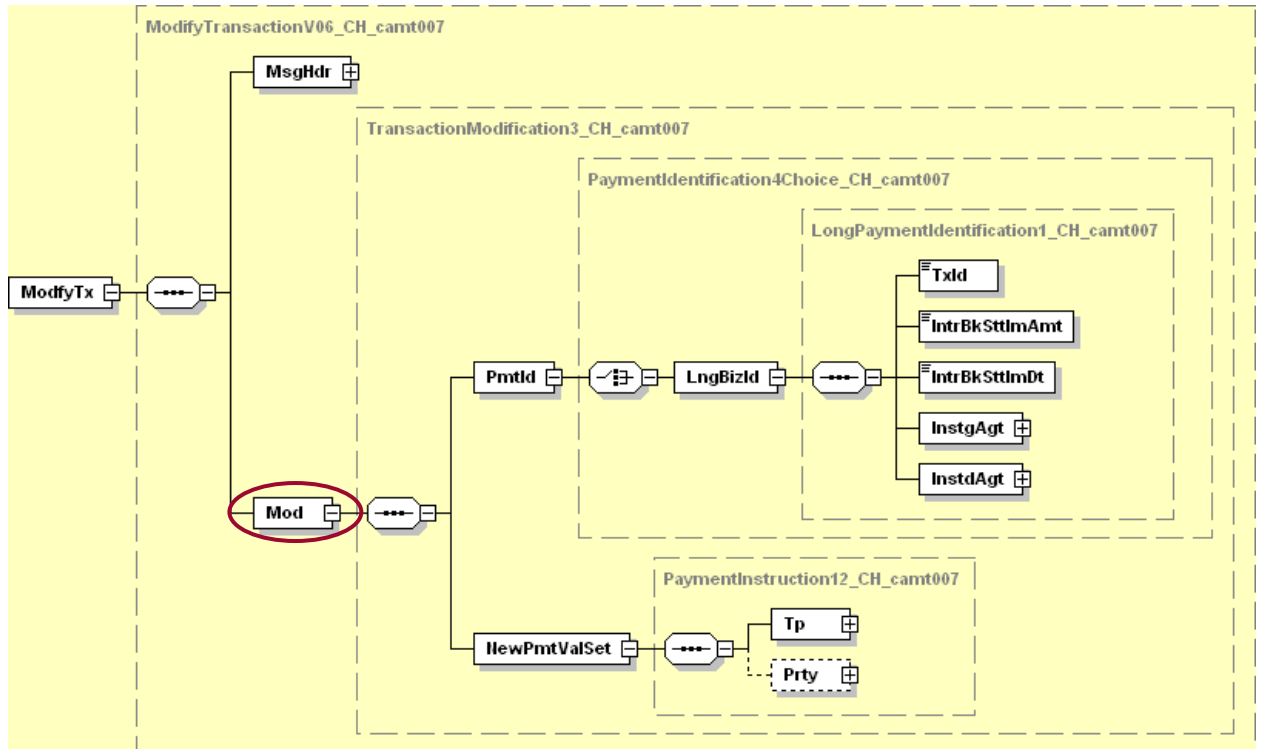 ModifyTransactionV06_CH_camt007
MsgHdr
TransactionModification3_CH_camt007
PaymentIdentification4Choice_CH_camt007
LongPaymentIdentification1_CH_camt007
TxId
ModfyTx
IntrBkSttlmAmt
PmtId
LngBizId
IntrBkSttlmDt
InstgAgt
InstdAgt
Mod
PaymentInstruction12_CH_camt007
Tp
NewPmtValSet
Prty